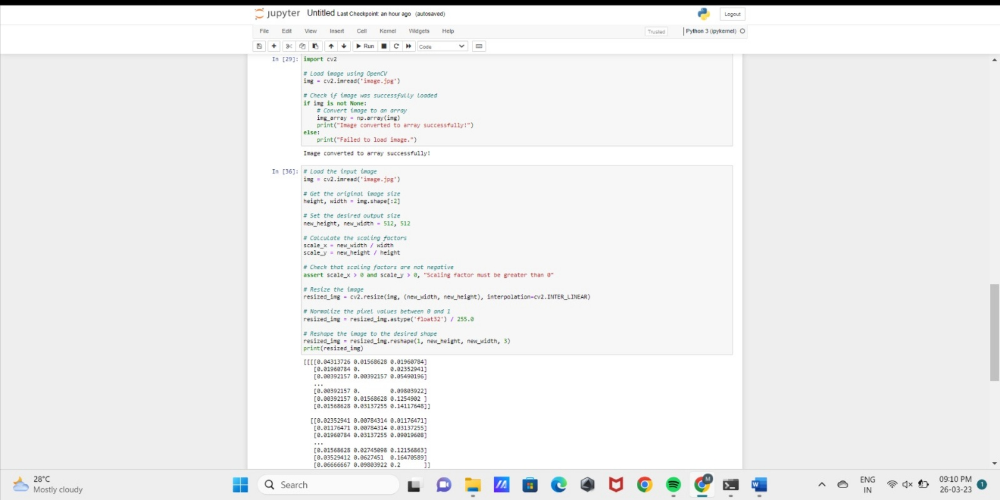 jupyter Untitled Last Checkpoint: an hour ago (autosaved)
Logout
File Edit View Insert Cell Kernel Widgets Help
Trusted
Python 3 (ipykernel)
Run
Code
In [29]: import cv2
# Load image using OpenCV
img = cv2.imread('image.jpg')
# Check if image was successfully loaded
if img is not None:
# Convert image to an array
img_array = np.array(img)
print("Image converted to array successfully!")
else:
print("Failed to load image.")
Image converted to array successfully!
In [36]: # Load the input image
img = cv2.imread('image.jpg')
# Get the original image size
height, width = img.shape[:2]
# Set the desired output size
new_height, new_width = 512, 512
# Calculate the scaling factors
scale_x = new_width / width
scale_y = new_height / height
# Check that scaling factors are not negative
assert scale_x > 0 and scale_y > 0, "Scaling factor must be greater than 0"
# Resize the image
resized_img = cv2.resize(img, (new_width, new_height), interpolation=cv2.INTER_LINEAR)
# Normalize the pixel values between 0 and 1
resized_img = resized_img.astype('float32') / 255.0
# Reshape the image to the desired shape
resized_img = resized_img.reshape(1, new_height, new_width, 3)
print(resized_img)
[[[[0.04313726 0.01568628 0.01960784]
[0.01960784 0. 0.02352941]
[0.00392157 0.00392157 0.05490196]
...
[0.00392157 0. 0.09803922]
[0.00392157 0.01568628 0.1254902 ]
[0.01568628 0.03137255 0.14117648]]
[[0.02352941 0.00784314 0.01176471]
[0.01176471 0.00784314 0.03137255]
[0.01960784 0.03137255 0.09019608]
...
[0.01568628 0.02745098 0.12156863]
[0.03529412 0.0627451 0.16470589]
[0.06666667 0.09803922 0.2 ]]
28°C
Mostly cloudy
Search
M
W
ENG
IN
09:10 PM
26-03-23
1